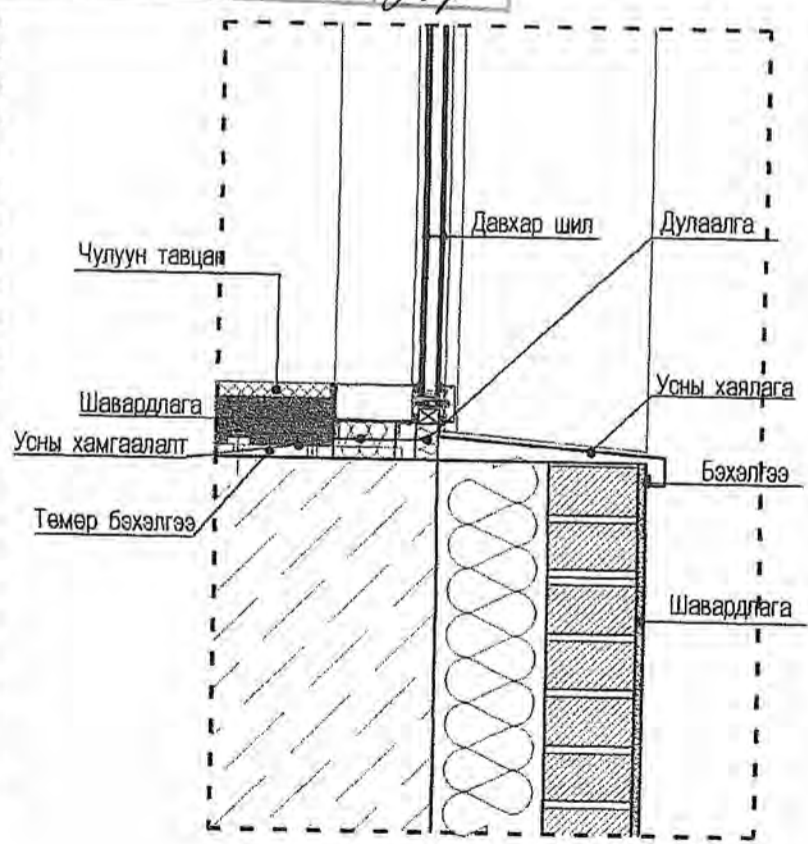 Давхар шил
Дулаалга
Чулуун тавцан
Усны хаялага
Шавардлага
Усны хамгаалалт
Бэхэлгээ
Төмөр бэхэлгээ
Шавардлага